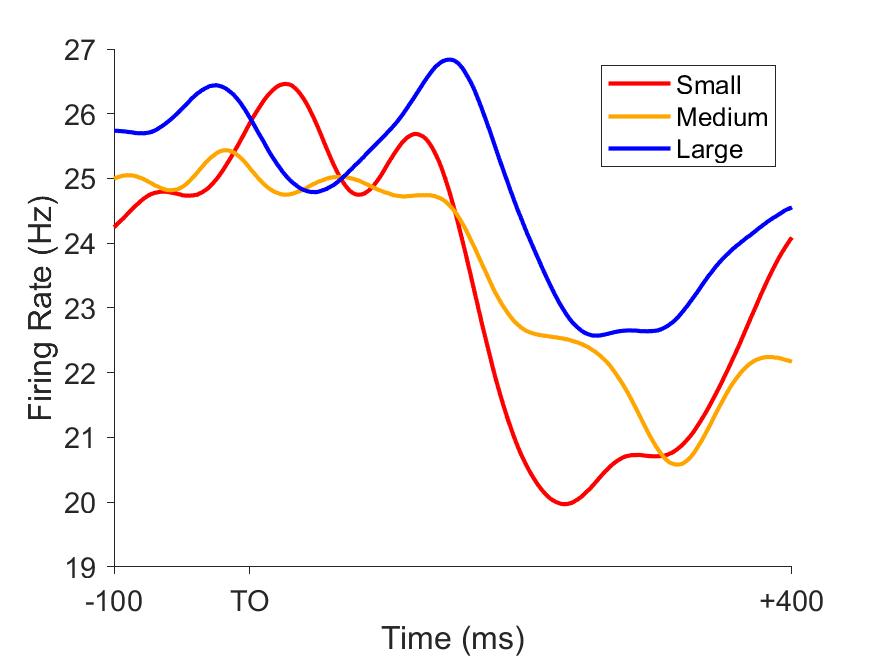 27
26
25
24
23
22
21
20
19
Firing Rate (Hz)
Small
Medium
Large
-100 TO +400
Time (ms)